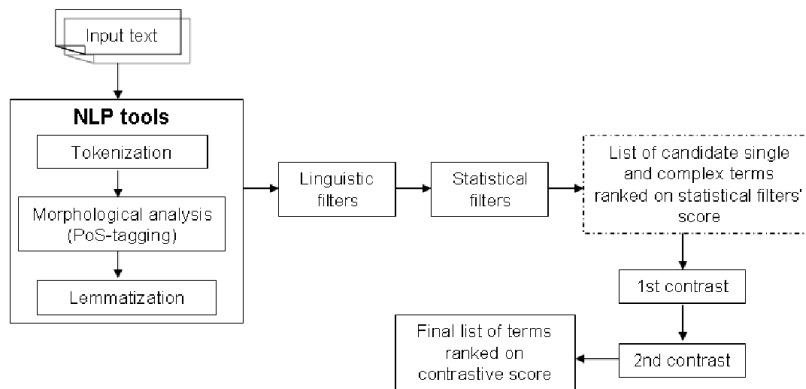 Input text
NLP tools
Tokenization
Morphological analysis
(PoS-tagging)
Lemmatization
Linguistic
filters
Statistical
filters
List of candidate single
and complex terms
ranked on statistical filters'
score
1st contrast
2nd contrast
Final list of terms
ranked on
contrastive score